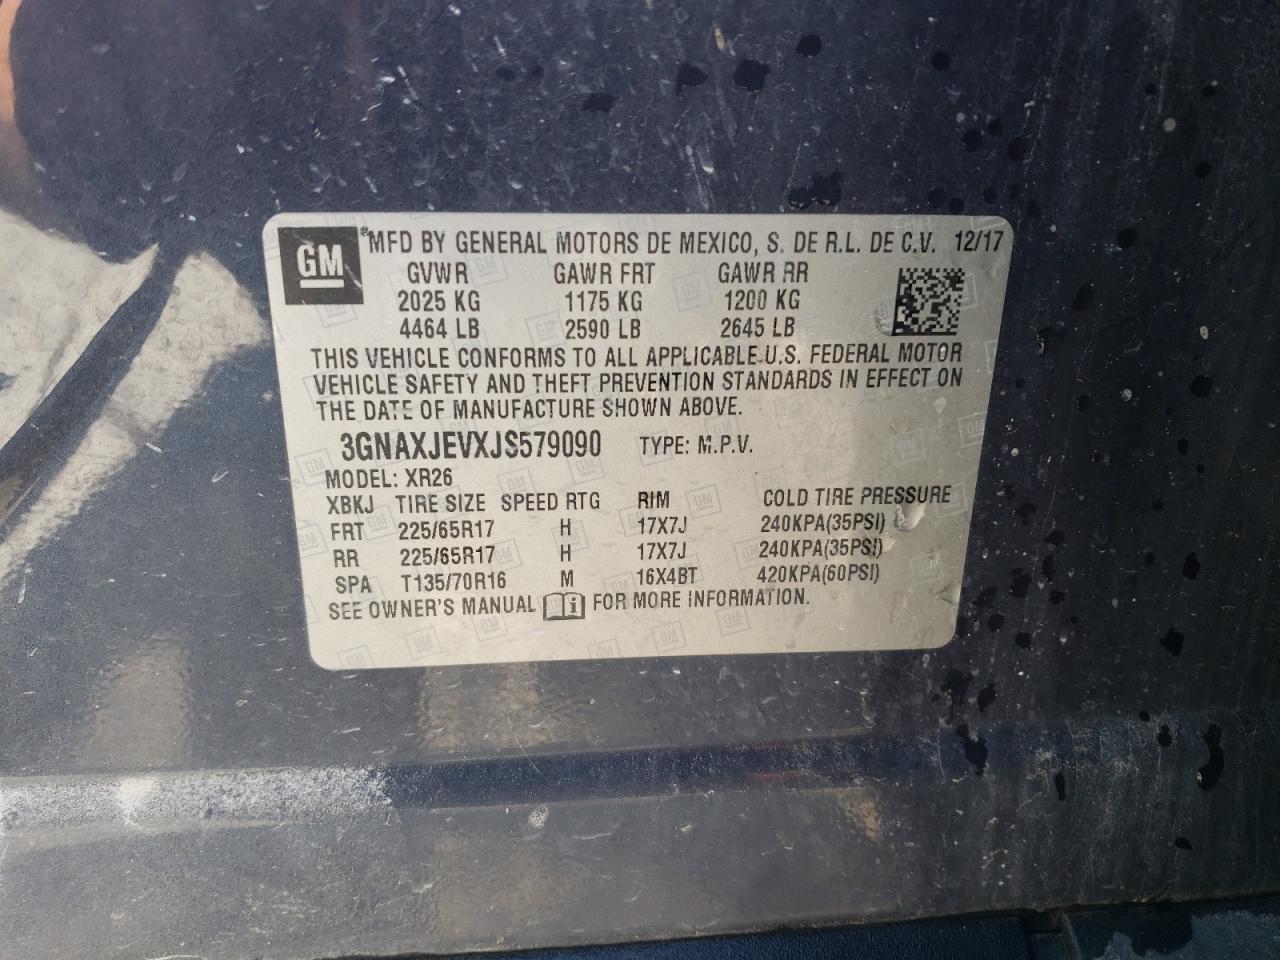 GM ®MFD BY GENERAL MOTORS DE MEXICO, S. DE R.L. DE C.V. 12/17
GVWR GAWR FRT GAWR RR
2025 KG 1175 KG 1200 KG
4464 LB 2590 LB 2645 LB
THIS VEHICLE CONFORMS TO ALL APPLICABLE U.S. FEDERAL MOTOR
VEHICLE SAFETY AND THEFT PREVENTION STANDARDS IN EFFECT ON
THE DATE OF MANUFACTURE SHOWN ABOVE.
3GNAXJEVXJS579090 TYPE: M.P.V.
MODEL: XR26
XBKJ TIRE SIZE SPEED RTG RIM COLD TIRE PRESSURE
FRT 225/65R17 H 17X7J 240KPA(35PSI)
RR 225/65R17 H 17X7J 240KPA(35PSI)
SPA T135/70R16 M 16X4BT 420KPA(60PSI)
SEE OWNER'S MANUAL FOR MORE INFORMATION.